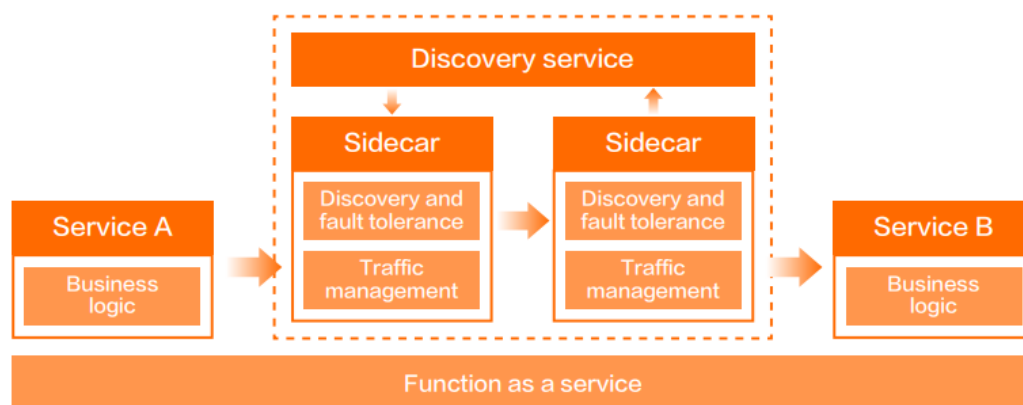 Discovery service
Sidecar
Sidecar
Discovery and
fault tolerance
Discovery and
fault tolerance
Service A
Service B
Traffic
management
Traffic
management
Business
logic
Business
logic
Function as a service